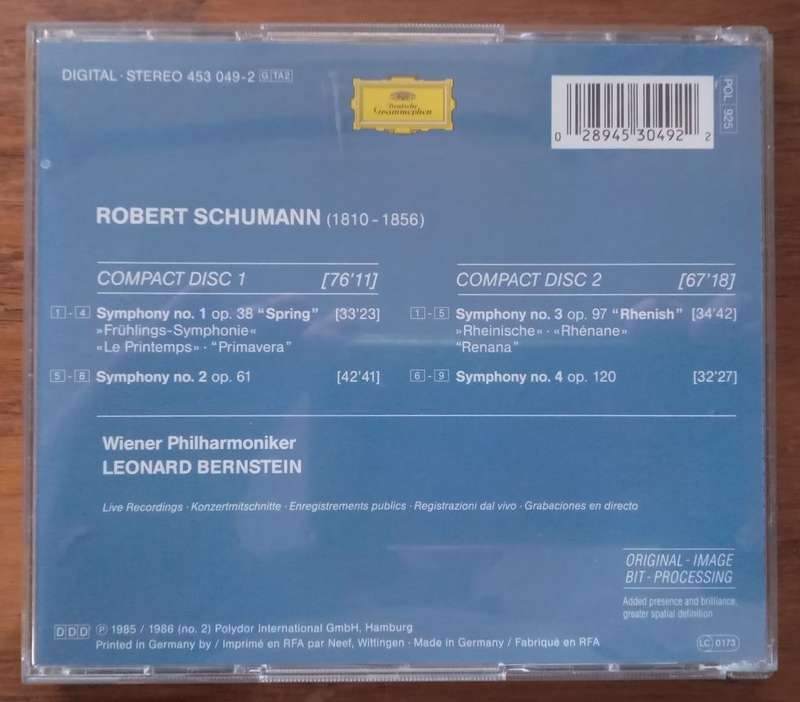 DIGITAL · STEREO 453 049-2 G TA2
Deutsche
Grammophon
0 28945 30492 2
POL : 925
ROBERT SCHUMANN (1810 - 1856)
COMPACT DISC 1 [76'11]
1 - 4 Symphony no. 1 op. 38 “Spring” [33'23]
»Frühlings-Symphonie«
«Le Printemps» · “Primavera”
5 - 8 Symphony no. 2 op. 61 [42'41]
COMPACT DISC 2 [67'18]
1 - 5 Symphony no. 3 op. 97 “Rhenish” [34'42]
»Rheinische« · «Rhénane»
“Renana”
6 - 9 Symphony no. 4 op. 120 [32'27]
Wiener Philharmoniker
LEONARD BERNSTEIN
Live Recordings · Konzertmitschnitte · Enregistrements publics · Registrazioni dal vivo · Grabaciones en directo
ORIGINAL - IMAGE
BIT - PROCESSING
Added presence and brilliance,
greater spatial definition
DDD ℗ 1985 / 1986 (no. 2) Polydor International GmbH, Hamburg
Printed in Germany by / Imprimé en RFA par Neef, Wittingen · Made in Germany / Fabriqué en RFA
LC 0173